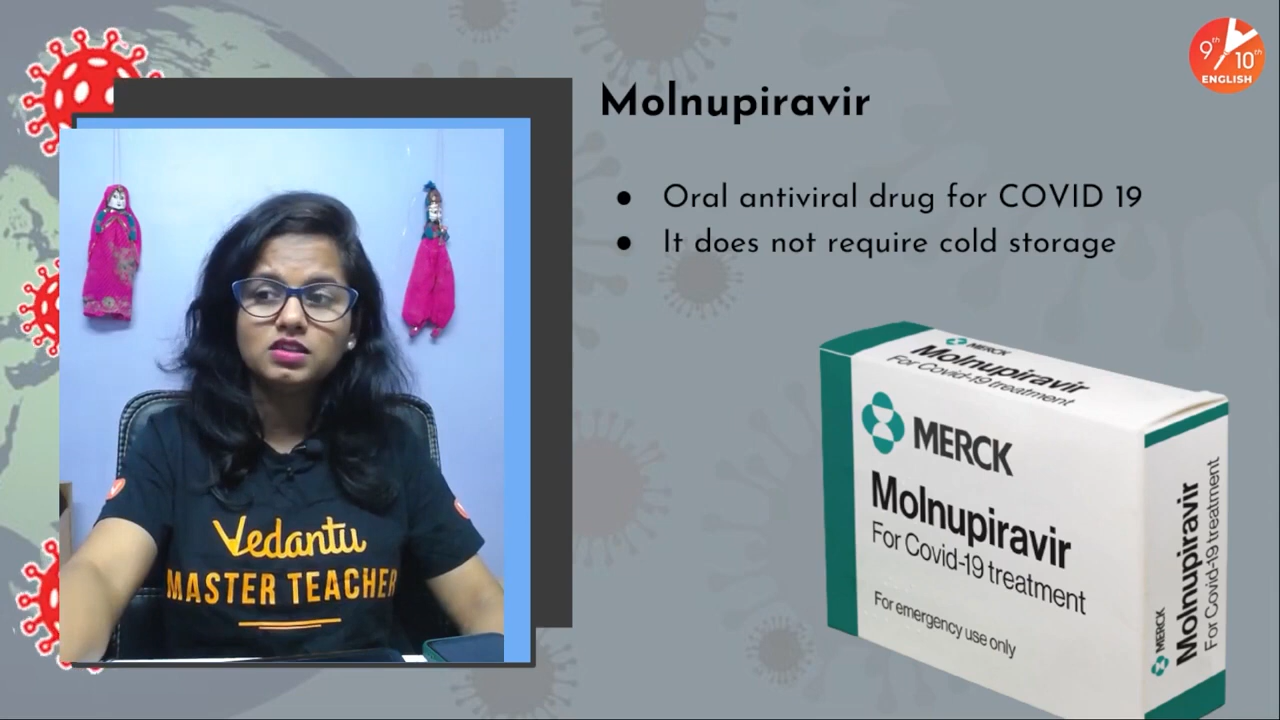 9th 10th
ENGLISH
Molnupiravir
● Oral antiviral drug for COVID 19
● It does not require cold storage
Vedantu
MASTER TEACHER
MERCK
Molnupiravir
For Covid-19 treatment
MERCK
Molnupiravir
For Covid-19 treatment
For emergency use only
MERCK
Molnupiravir
For Covid-19 treatment